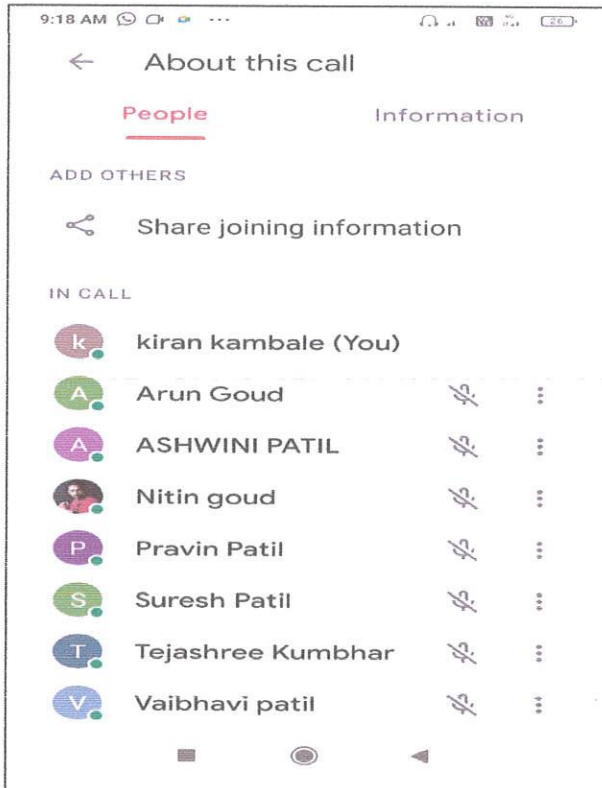 9:18 AM
26
About this call
People Information
ADD OTHERS
Share joining information
IN CALL
k kiran kambale (You)
A Arun Goud
A ASHWINI PATIL
Nitin goud
P Pravin Patil
S Suresh Patil
T Tejashree Kumbhar
V Vaibhavi patil